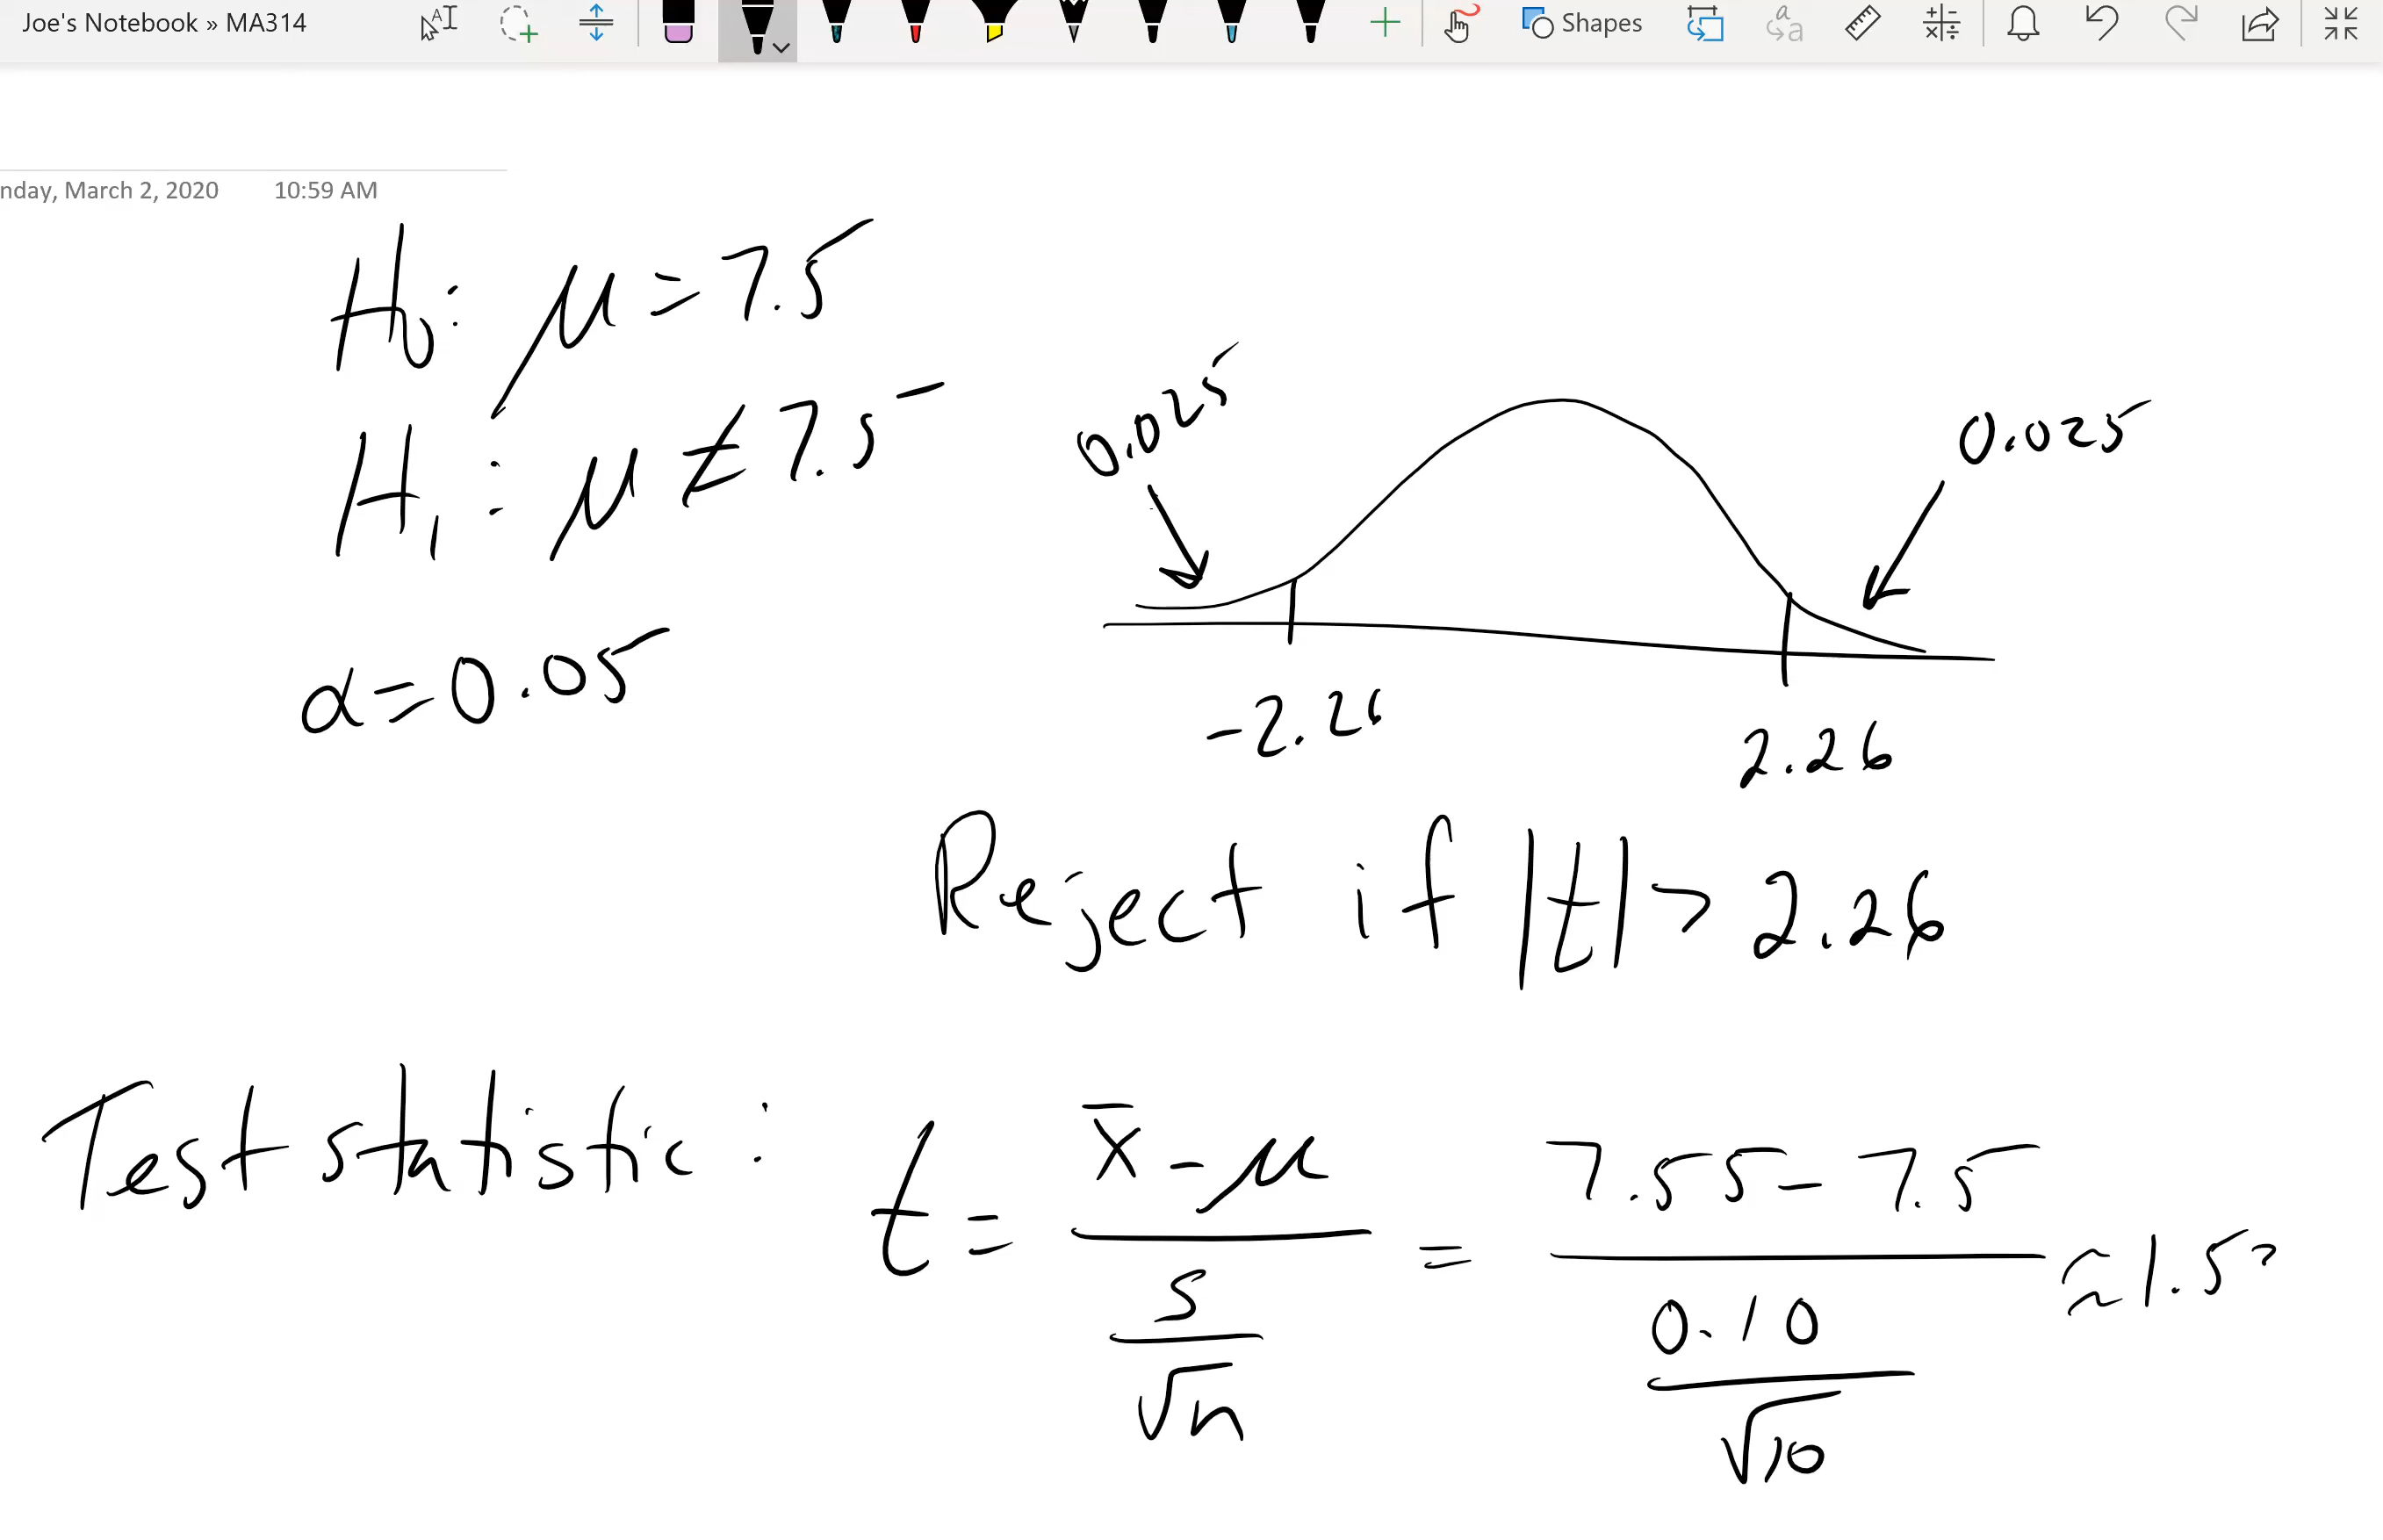 Joe's Notebook » MA314
Shapes
nday, March 2, 2020 10:59 AM
H₀: μ = 7.5
H₁: μ ≠ 7.5
α = 0.05
0.025
0.025
-2.26
2.26
Reject if |t| > 2.26
Test statistic: t = (x̄ - μ) / (s / √n) = (7.55 - 7.5) / (0.10 / √10) ≈ 1.5